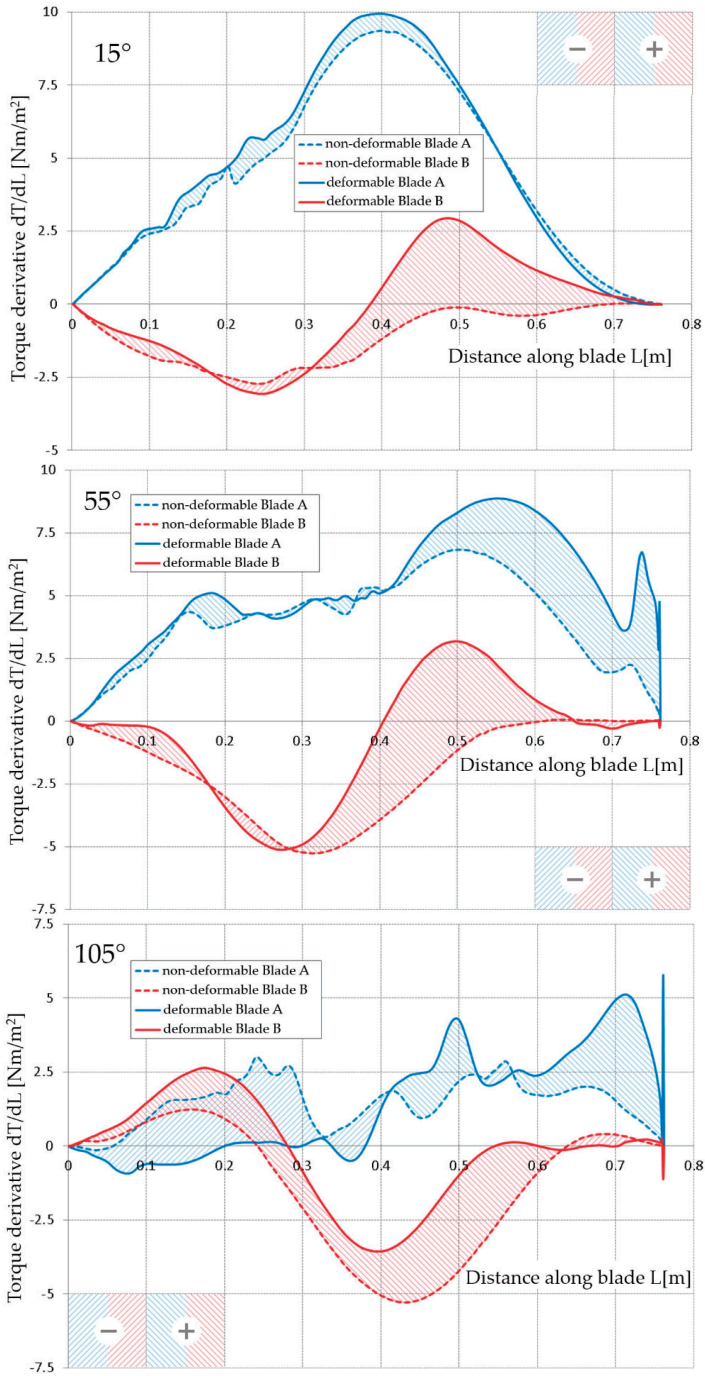 15°
Torque derivative dT/dL [Nm/m²]
10
7.5
5
2.5
0
-2.5
-5
− +
non-deformable Blade A
non-deformable Blade B
deformable Blade A
deformable Blade B
0 0.1 0.2 0.3 0.4 0.5 0.6 0.7 0.8
Distance along blade L[m]
55°
Torque derivative dT/dL [Nm/m²]
10
7.5
5
2.5
0
-2.5
-5
-7.5
non-deformable Blade A
non-deformable Blade B
deformable Blade A
deformable Blade B
0 0.1 0.2 0.3 0.4 0.5 0.6 0.7 0.8
Distance along blade L[m]
− +
105°
Torque derivative dT/dL [Nm/m²]
7.5
5
2.5
0
-2.5
-5
-7.5
non-deformable Blade A
non-deformable Blade B
deformable Blade A
deformable Blade B
0 0.1 0.2 0.3 0.4 0.5 0.6 0.7 0.8
Distance along blade L[m]
− +